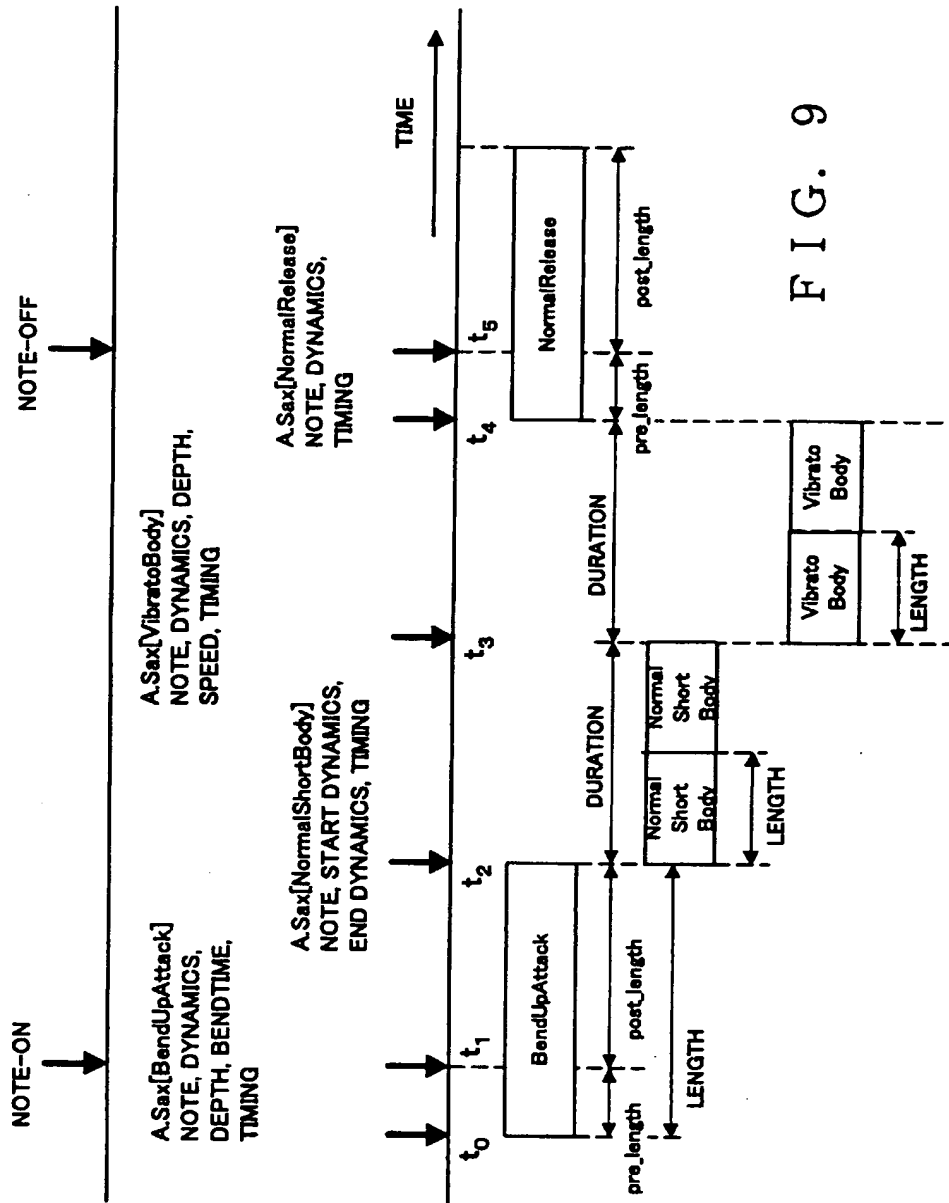 NOTE-ON
NOTE-OFF
A.Sax[BendUpAttack]
NOTE, DYNAMICS,
DEPTH, BENDTIME,
TIMING
A.Sax[VibratoBody]
NOTE, DYNAMICS, DEPTH,
SPEED, TIMING
A.Sax[NormalShortBody]
NOTE, START DYNAMICS,
END DYNAMICS, TIMING
A.Sax[NormalRelease]
NOTE, DYNAMICS,
TIMING
TIME
t0
t1
t2
t3
t4
t5
BendUpAttack
NormalRelease
pre_length
post_length
DURATION
DURATION
pre_length
post_length
LENGTH
Normal
Short
Body
Normal
Short
Body
LENGTH
Vibrato
Body
Vibrato
Body
LENGTH
FIG. 9